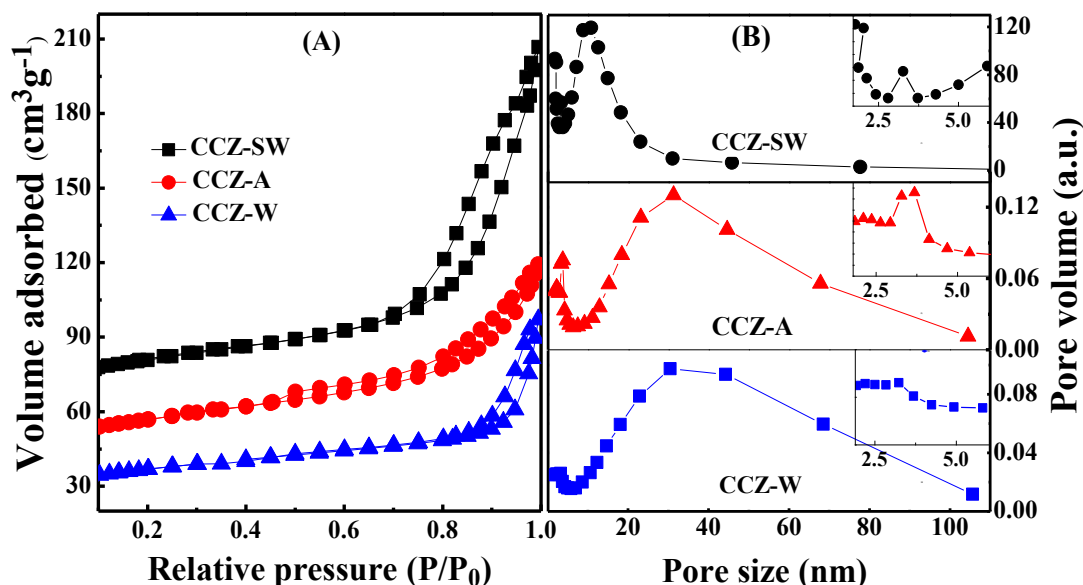 (A)
Volume adsorbed (cm3g-1)
210
180
150
120
90
60
30
CCZ-SW
CCZ-A
CCZ-W
0.2
0.4
0.6
0.8
1.0
Relative pressure (P/P0)
(B)
120
80
40
0
CCZ-SW
2.5
5.0
0.12
0.06
0.00
CCZ-A
2.5
5.0
0.08
0.04
0.00
CCZ-W
2.5
5.0
0
20
40
60
80
100
Pore size (nm)
Pore volume (a.u.)